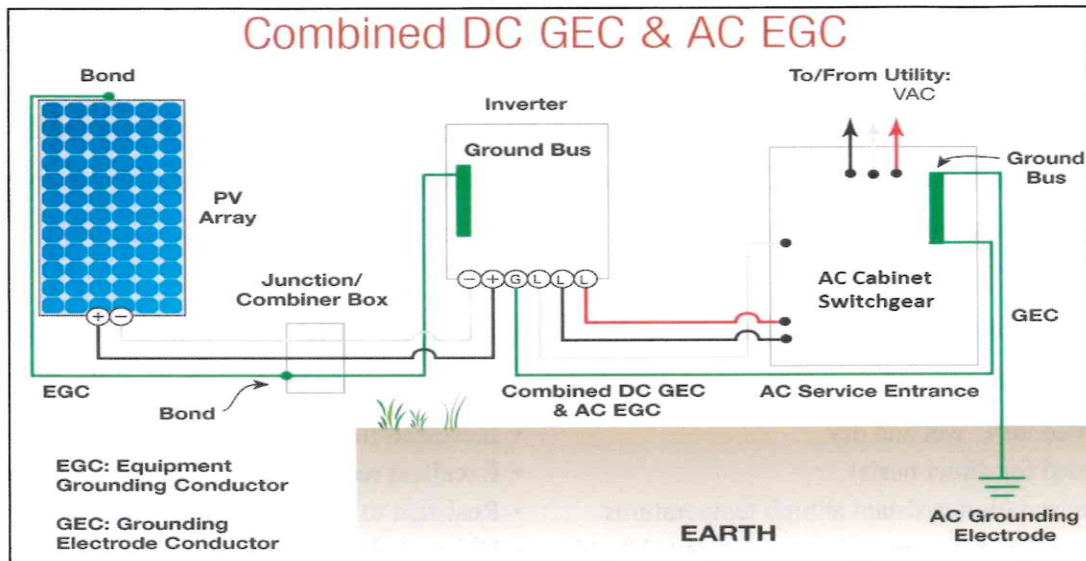 Combined DC GEC & AC EGC
Bond
PV
Array
+
−
EGC
Junction/
Combiner Box
Bond
Inverter
Ground Bus
−
+
G
L
L
L
Combined DC GEC
& AC EGC
To/From Utility:
VAC
Ground
Bus
AC Cabinet
Switchgear
GEC
AC Service Entrance
EGC: Equipment
Grounding Conductor
GEC: Grounding
Electrode Conductor
EARTH
AC Grounding
Electrode